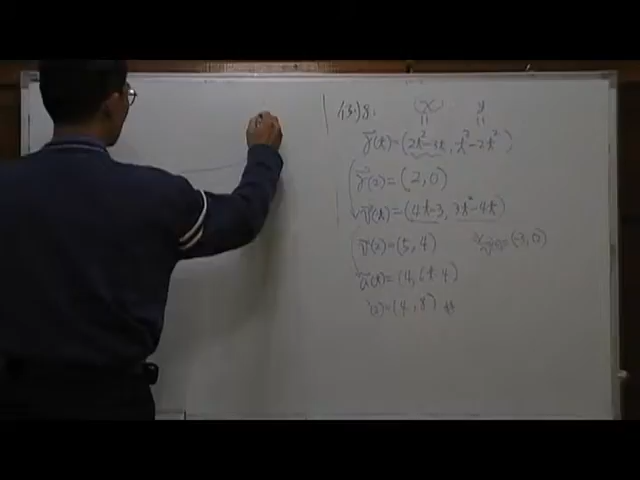 例8:
x y
|| ||
r⃗(t)=(2t²-3t, t³-2t²)
r⃗(2)=(2,0)
v⃗(t)=(4t-3, 3t²-4t)
v⃗(2)=(5,4)
a⃗(t)=(4,6t-4)
(2)=(4,8)#